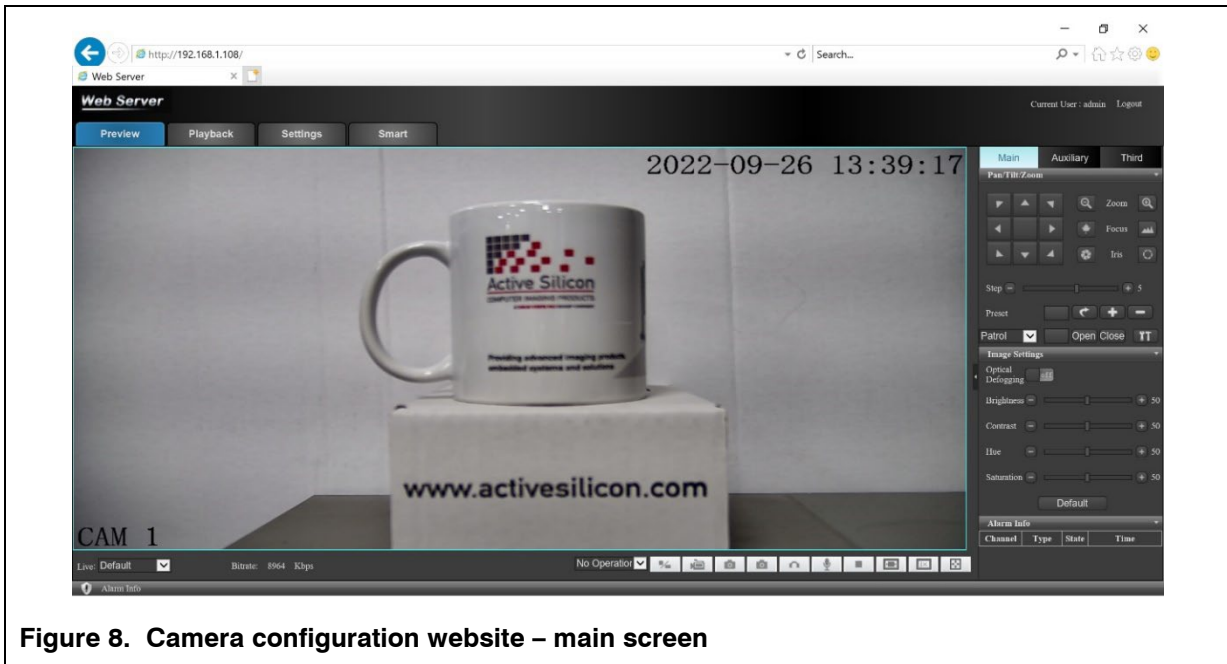 http://192.168.1.108/
Search...
Web Server
Web Server
Current User : admin Logout
Preview Playback Settings Smart
2022-09-26 13:39:17
Main Auxiliary Third
Pan/Tilt/Zoom
Zoom
Focus
Iris
Step 5
Preset
Patrol Open Close
Image Settings
Optical
Defogging
Brightness 50
Contrast 50
Hue 50
Saturation 50
Default
Alarm Info
Channel Type State Time
Active Silicon
COMPUTER IMAGING PRODUCTS
Providing advanced imaging products,
embedded systems and solutions
www.activesilicon.com
CAM 1
Live: Default Bitrate: 8964 Kbps
No Operation
Alarm Info
Figure 8. Camera configuration website – main screen